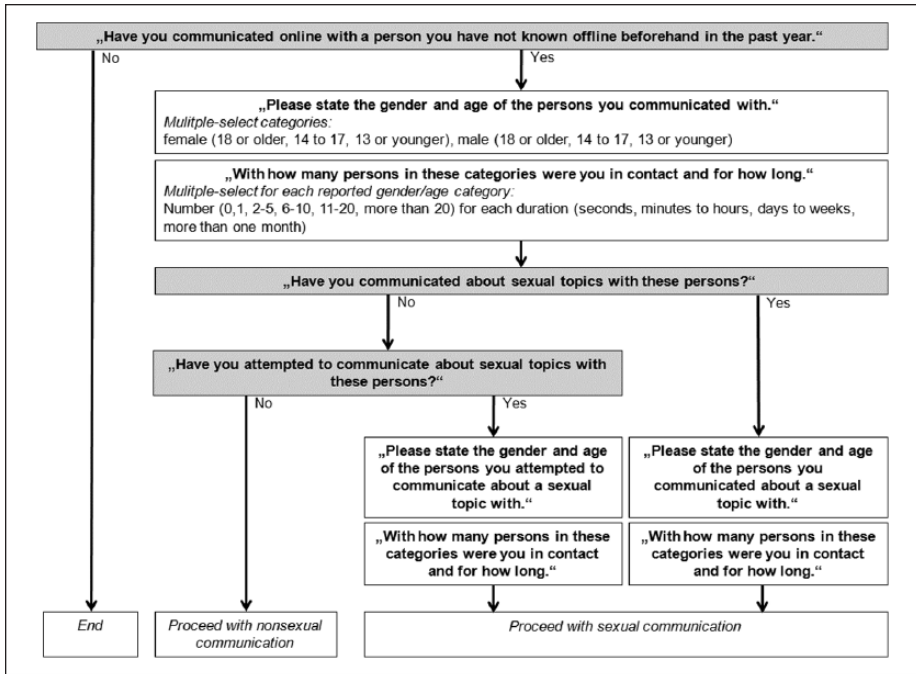 „Have you communicated online with a person you have not known offline beforehand in the past year.“
No
Yes
„Please state the gender and age of the persons you communicated with.“
Mulitple-select categories:
female (18 or older, 14 to 17, 13 or younger), male (18 or older, 14 to 17, 13 or younger)
„With how many persons in these categories were you in contact and for how long.“
Mulitple-select for each reported gender/age category:
Number (0,1, 2-5, 6-10, 11-20, more than 20) for each duration (seconds, minutes to hours, days to weeks,
more than one month)
„Have you communicated about sexual topics with these persons?“
No
Yes
„Have you attempted to communicate about sexual topics with
these persons?“
No
Yes
„Please state the gender and age
of the persons you attempted to
communicate about a sexual
topic with.“
„Please state the gender and age
of the persons you
communicated about a sexual
topic with.“
„With how many persons in these
categories were you in contact
and for how long.“
„With how many persons in these
categories were you in contact
and for how long.“
End
Proceed with nonsexual
communication
Proceed with sexual communication